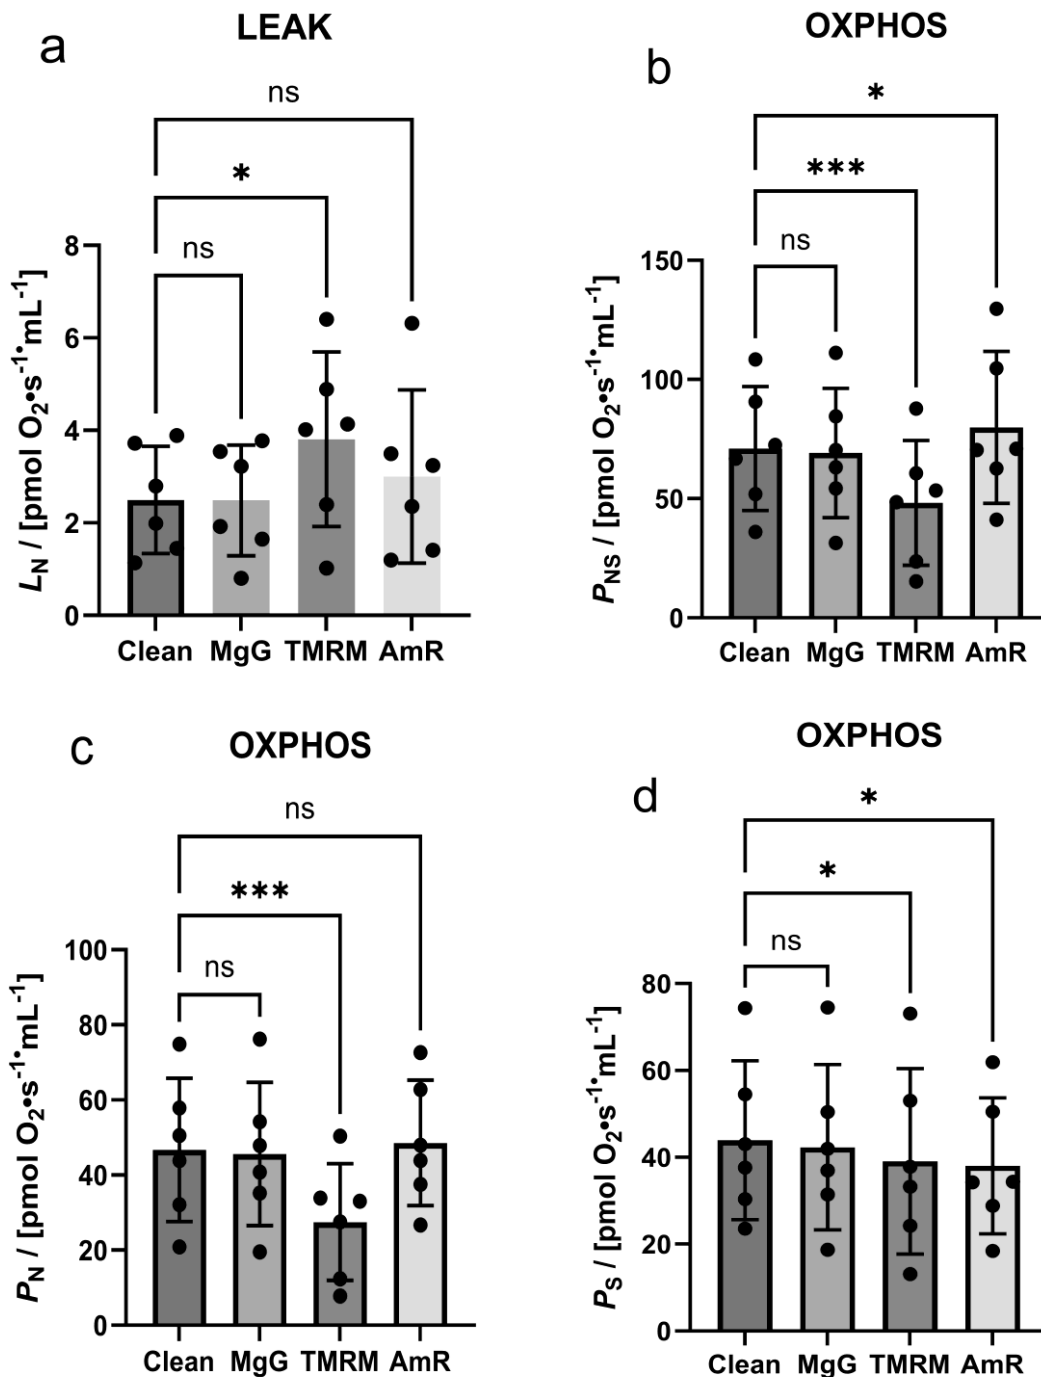 a
LEAK
ns
*
ns
8
6
4
2
0
L_N / [pmol O₂•s⁻¹•mL⁻¹]
Clean MgG TMRM AmR
b
OXPHOS
*
***
ns
150
100
50
0
P_NS / [pmol O₂•s⁻¹•mL⁻¹]
Clean MgG TMRM AmR
c
OXPHOS
ns
***
ns
100
80
60
40
20
0
P_N / [pmol O₂•s⁻¹•mL⁻¹]
Clean MgG TMRM AmR
d
OXPHOS
*
*
ns
80
60
40
20
0
P_S / [pmol O₂•s⁻¹•mL⁻¹]
Clean MgG TMRM AmR